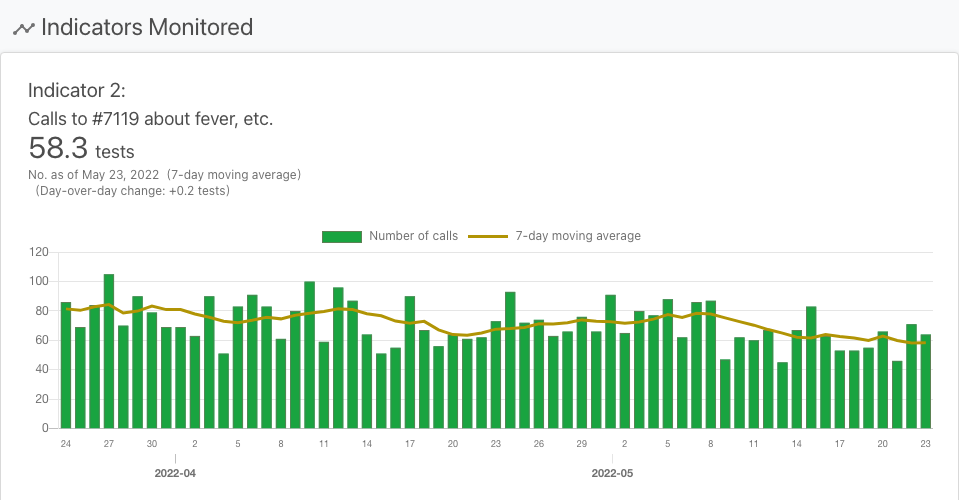 Indicators Monitored
Indicator 2:
Calls to #7119 about fever, etc.
58.3 tests
No. as of May 23, 2022 (7-day moving average)
(Day-over-day change: +0.2 tests)
Number of calls 7-day moving average
120
100
80
60
40
20
0
24 27 30 2 5 8 11 14 17 20 23 26 29 2 5 8 11 14 17 20 23
2022-04 2022-05